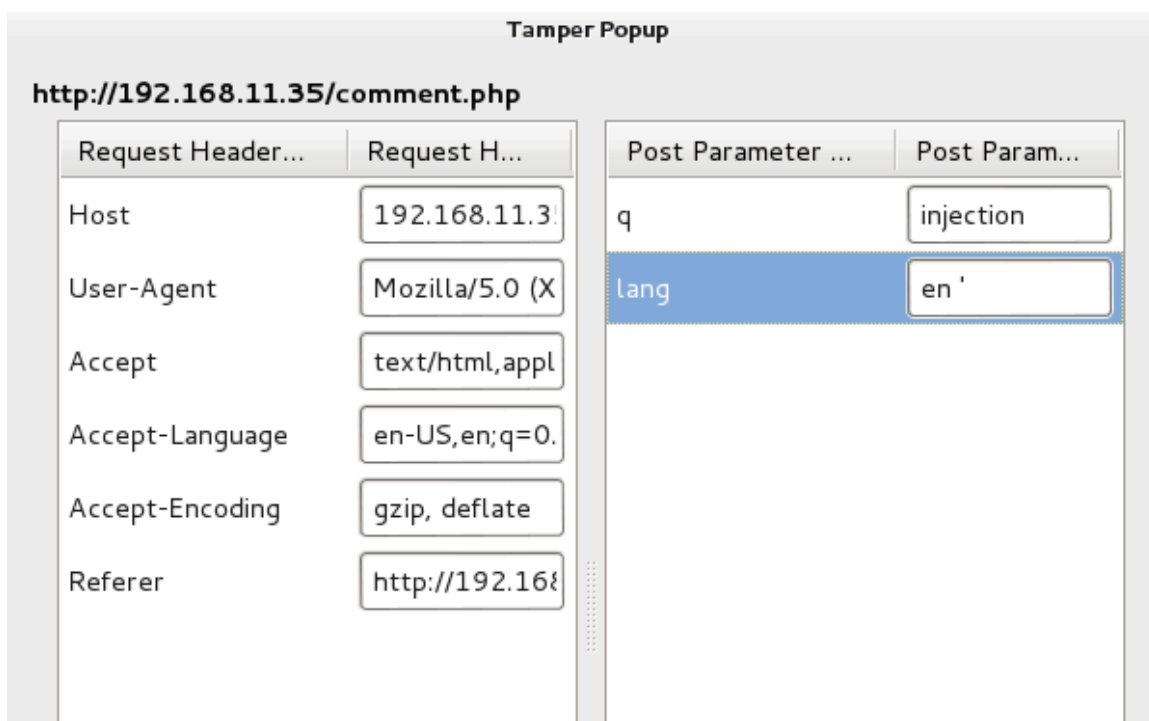 Tamper Popup
http://192.168.11.35/comment.php
Request Header... Request H...
Post Parameter ... Post Param...
Host 192.168.11.3
q injection
User-Agent Mozilla/5.0 (X
lang en '
Accept text/html,appl
Accept-Language en-US,en;q=0.
Accept-Encoding gzip, deflate
Referer http://192.168